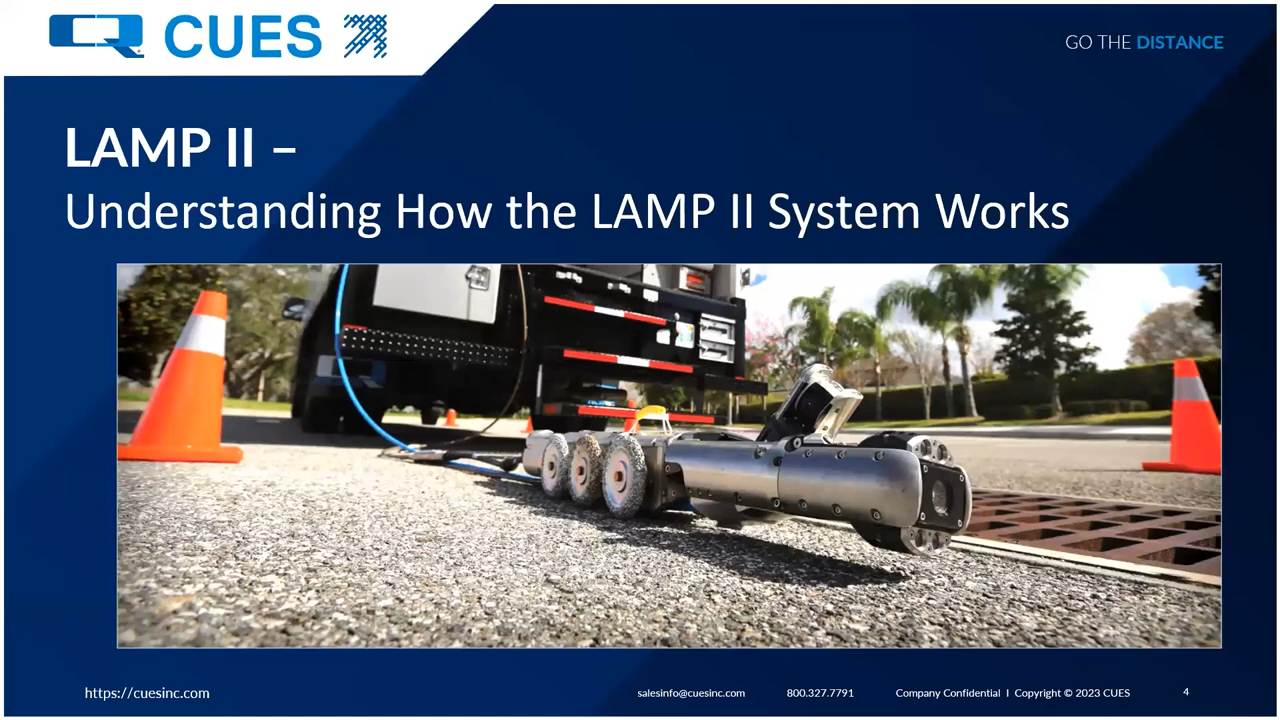 CUES
GO THE DISTANCE
LAMP II –
Understanding How the LAMP II System Works
https://cuesinc.com
salesinfo@cuesinc.com 800.327.7791 Company Confidential I Copyright © 2023 CUES 4